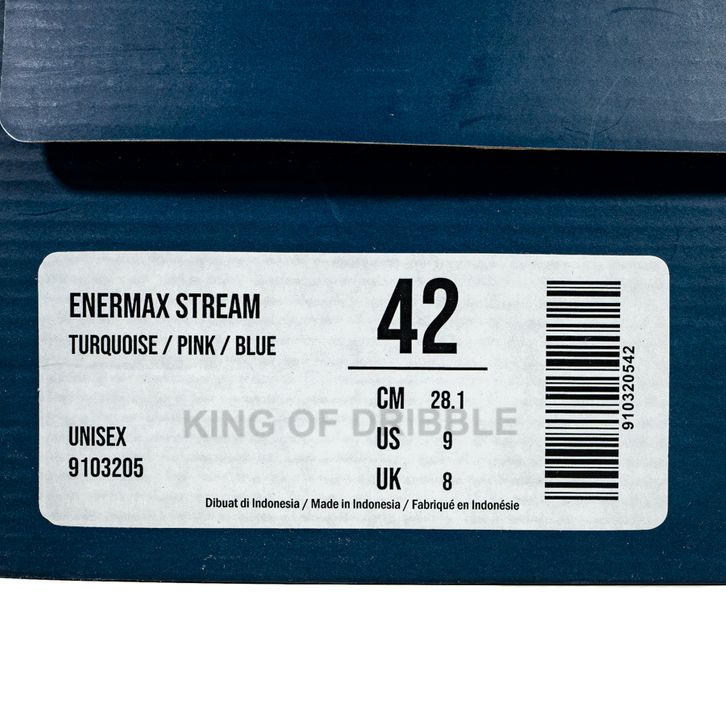 ENERMAX STREAM
TURQUOISE / PINK / BLUE
UNISEX
9103205
42
CM 28.1
US 9
UK 8
KING OF DRIBBLE
Dibuat di Indonesia / Made in Indonesia / Fabriqué en Indonésie
910320542